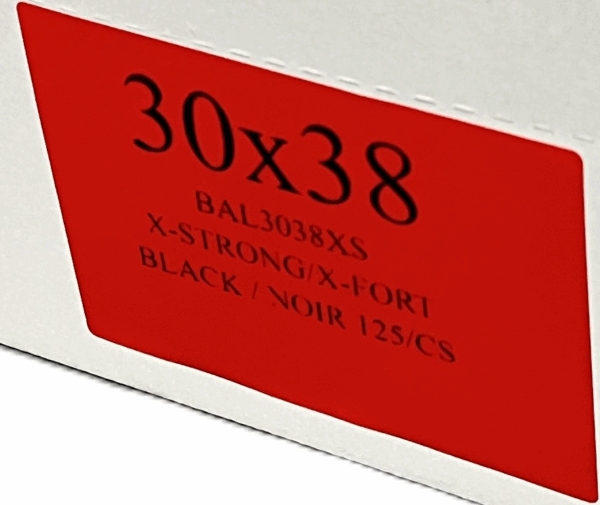 30x38
BAL3038XS
X-STRONG/X-FORT
BLACK / NOIR 125/CS